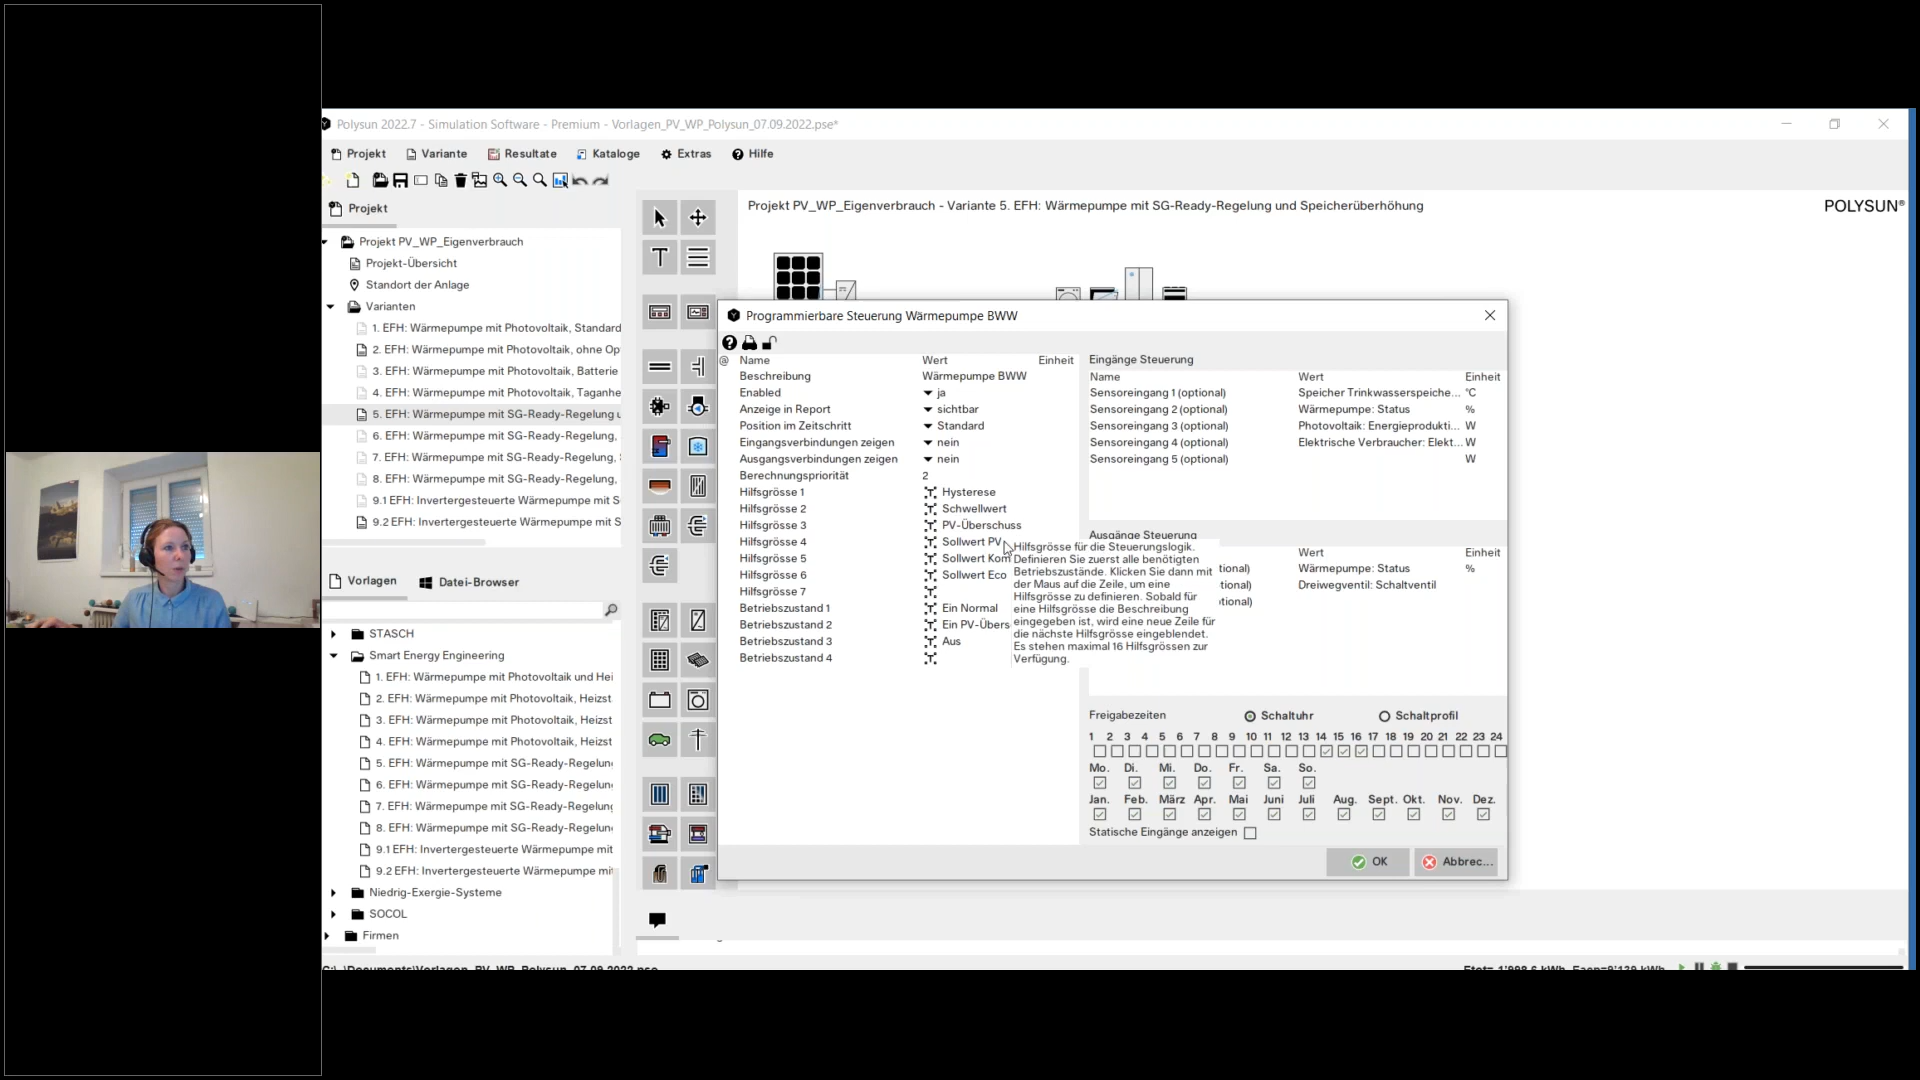 Polysun 2022.7 - Simulation Software - Premium - Vorlagen_PV_WP_Polysun_07.09.2022.pse*
Projekt Variante Resultate Kataloge Extras Hilfe
Projekt
Projekt PV_WP_Eigenverbrauch - Variante 5. EFH: Wärmepumpe mit SG-Ready-Regelung und Speicherüberhöhung
POLYSUN®
Projekt PV_WP_Eigenverbrauch
Projekt-Übersicht
Standort der Anlage
Varianten
1. EFH: Wärmepumpe mit Photovoltaik, Standard
2. EFH: Wärmepumpe mit Photovoltaik, ohne Op
3. EFH: Wärmepumpe mit Photovoltaik, Batterie
4. EFH: Wärmepumpe mit Photovoltaik, Taganhe
5. EFH: Wärmepumpe mit SG-Ready-Regelung u
6. EFH: Wärmepumpe mit SG-Ready-Regelung,
7. EFH: Wärmepumpe mit SG-Ready-Regelung,
8. EFH: Wärmepumpe mit SG-Ready-Regelung,
9.1 EFH: Invertergesteuerte Wärmepumpe mit S
9.2 EFH: Invertergesteuerte Wärmepumpe mit S
Vorlagen Datei-Browser
STASCH
Smart Energy Engineering
1. EFH: Wärmepumpe mit Photovoltaik und Hei
2. EFH: Wärmepumpe mit Photovoltaik, Heizst
3. EFH: Wärmepumpe mit Photovoltaik, Heizst
4. EFH: Wärmepumpe mit Photovoltaik, Heizst
5. EFH: Wärmepumpe mit SG-Ready-Regelung
6. EFH: Wärmepumpe mit SG-Ready-Regelung
7. EFH: Wärmepumpe mit SG-Ready-Regelung
8. EFH: Wärmepumpe mit SG-Ready-Regelung
9.1 EFH: Invertergesteuerte Wärmepumpe mit
9.2 EFH: Invertergesteuerte Wärmepumpe mit
Niedrig-Exergie-Systeme
SOCOL
Firmen
Programmierbare Steuerung Wärmepumpe BWW
@ Name Wert Einheit
Beschreibung Wärmepumpe BWW
Enabled ja
Anzeige in Report sichtbar
Position im Zeitschritt Standard
Eingangsverbindungen zeigen nein
Ausgangsverbindungen zeigen nein
Berechnungspriorität 2
Hilfsgrösse 1 Hysterese
Hilfsgrösse 2 Schwellwert
Hilfsgrösse 3 PV-Überschuss
Hilfsgrösse 4 Sollwert PV
Hilfsgrösse 5 Sollwert Kom
Hilfsgrösse 6 Sollwert Eco
Hilfsgrösse 7
Betriebszustand 1 Ein Normal
Betriebszustand 2 Ein PV-Übers
Betriebszustand 3 Aus
Betriebszustand 4
Hilfsgrösse für die Steuerungslogik.
Definieren Sie zuerst alle benötigten
Betriebszustände. Klicken Sie dann mit
der Maus auf die Zeile, um eine
Hilfsgrösse zu definieren. Sobald für
eine Hilfsgrösse die Beschreibung
eingegeben ist, wird eine neue Zeile für
die nächste Hilfsgrösse eingeblendet.
Es stehen maximal 16 Hilfsgrössen zur
Verfügung.
Eingänge Steuerung
Name Wert Einheit
Sensoreingang 1 (optional) Speicher Trinkwasserspeiche... °C
Sensoreingang 2 (optional) Wärmepumpe: Status %
Sensoreingang 3 (optional) Photovoltaik: Energieprodukti... W
Sensoreingang 4 (optional) Elektrische Verbraucher: Elekt... W
Sensoreingang 5 (optional) W
Ausgänge Steuerung
Wert Einheit
tional) Wärmepumpe: Status %
tional) Dreiwegventil: Schaltventil
tional)
Freigabezeiten Schaltuhr Schaltprofil
1 2 3 4 5 6 7 8 9 10 11 12 13 14 15 16 17 18 19 20 21 22 23 24
Mo. Di. Mi. Do. Fr. Sa. So.
Jan. Feb. März Apr. Mai Juni Juli Aug. Sept. Okt. Nov. Dez.
Statische Eingänge anzeigen
OK Abbrec...